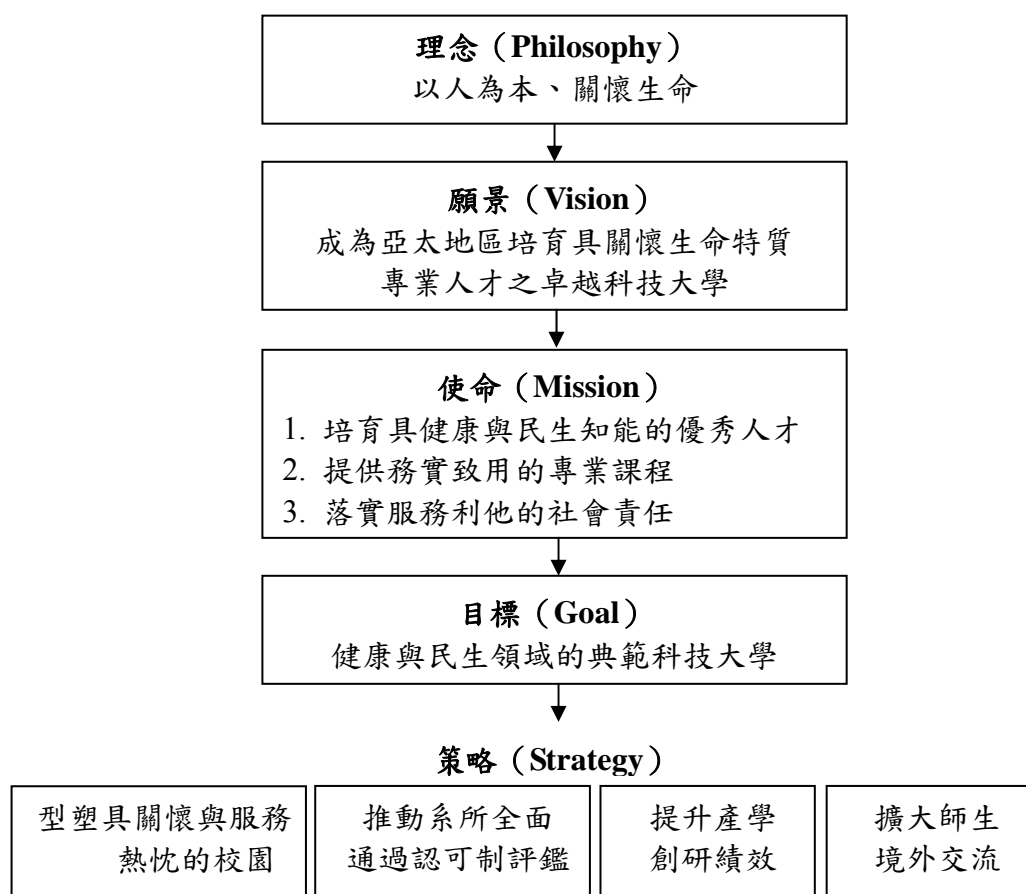 理念（Philosophy）
以人為本、關懷生命
願景（Vision）
成為亞太地區培育具關懷生命特質
專業人才之卓越科技大學
使命（Mission）
1. 培育具健康與民生知能的優秀人才
2. 提供務實致用的專業課程
3. 落實服務利他的社會責任
目標（Goal）
健康與民生領域的典範科技大學
策略（Strategy）
型塑具關懷與服務
熱忱的校園
推動系所全面
通過認可制評鑑
提升產學
創研績效
擴大師生
境外交流